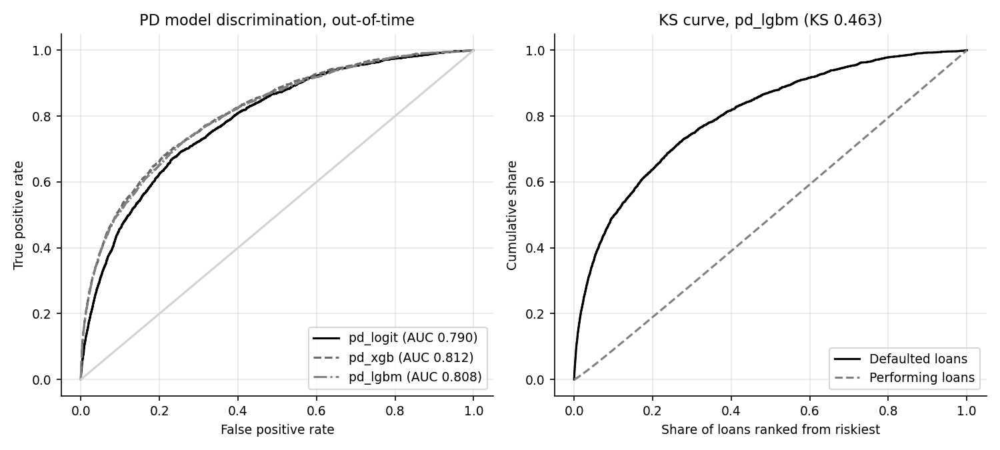 PD model discrimination, out-of-time
True positive rate
1.0
0.8
0.6
0.4
0.2
0.0
0.0 0.2 0.4 0.6 0.8 1.0
False positive rate
pd_logit (AUC 0.790)
pd_xgb (AUC 0.812)
pd_lgbm (AUC 0.808)
KS curve, pd_lgbm (KS 0.463)
Cumulative share
1.0
0.8
0.6
0.4
0.2
0.0
0.0 0.2 0.4 0.6 0.8 1.0
Share of loans ranked from riskiest
Defaulted loans
Performing loans